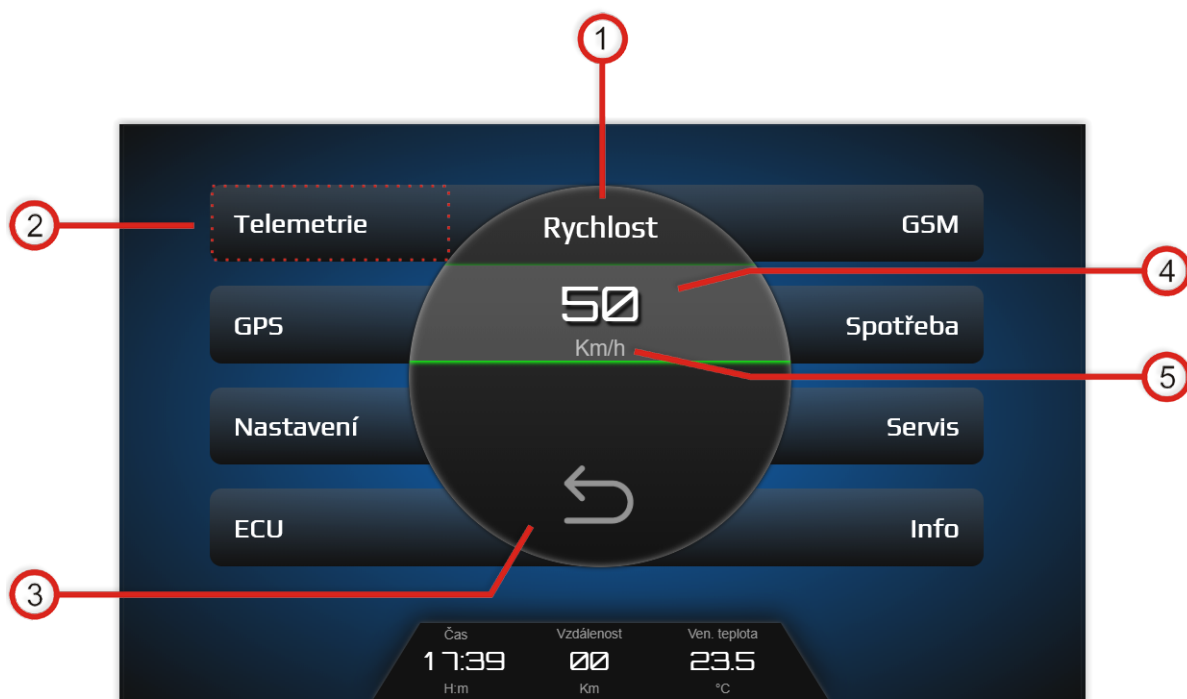 1
2
Telemetrie
Rychlost
GSM
4
50
GPS
Km/h
Spotřeba
5
Nastavení
Servis
ECU
Info
3
Čas
Vzdálenost
Ven. teplota
17:39
00
23.5
H:m
Km
°C